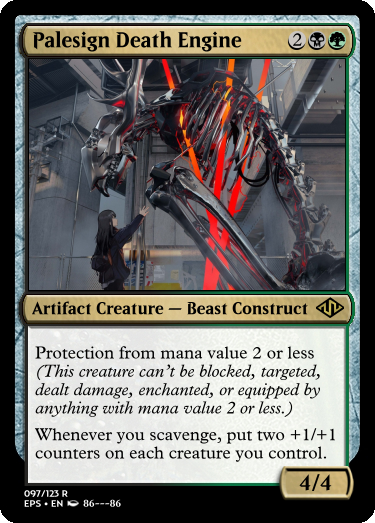 Palesign Death Engine 2
Artifact Creature — Beast Construct
Protection from mana value 2 or less
(This creature can't be blocked, targeted,
dealt damage, enchanted, or equipped by
anything with mana value 2 or less.)
Whenever you scavenge, put two +1/+1
counters on each creature you control.
4/4
097/123 R
EPS • EN 86---86